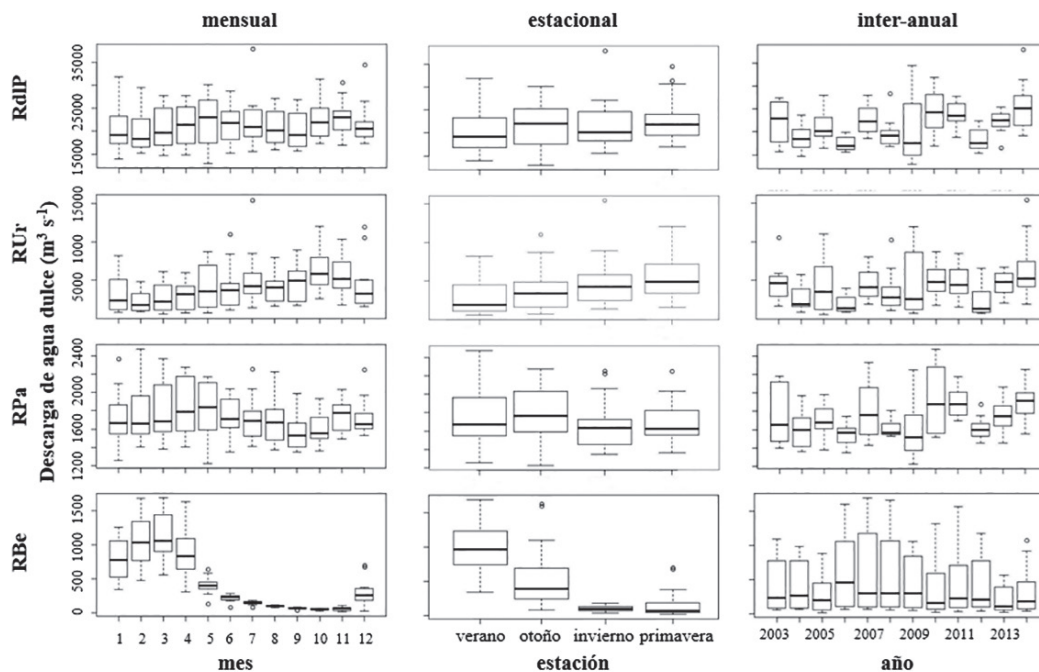 mensual estacional inter-anual
Descarga de agua dulce (m³ s⁻¹)
RdlP
35000
25000
15000
RUr
15000
1000
5000
RPa
2400
2000
1600
1200
RBe
1500
1000
500
0
1 2 3 4 5 6 7 8 9 10 11 12
verano otoño invierno primavera
2003 2005 2007 2009 2011 2013
mes estación año